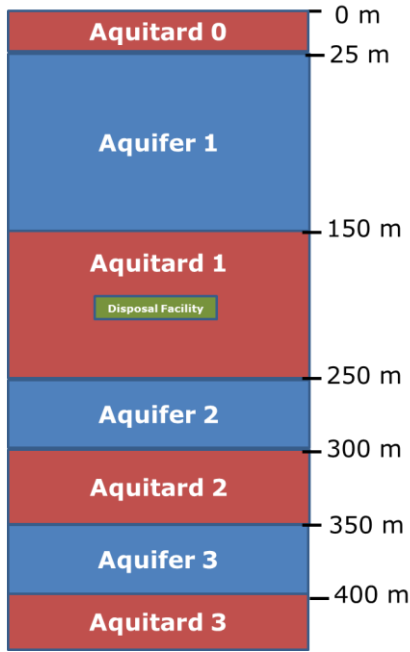 0 m
Aquitard 0
25 m
Aquifer 1
150 m
Aquitard 1
Disposal Facility
250 m
Aquifer 2
300 m
Aquitard 2
350 m
Aquifer 3
400 m
Aquitard 3